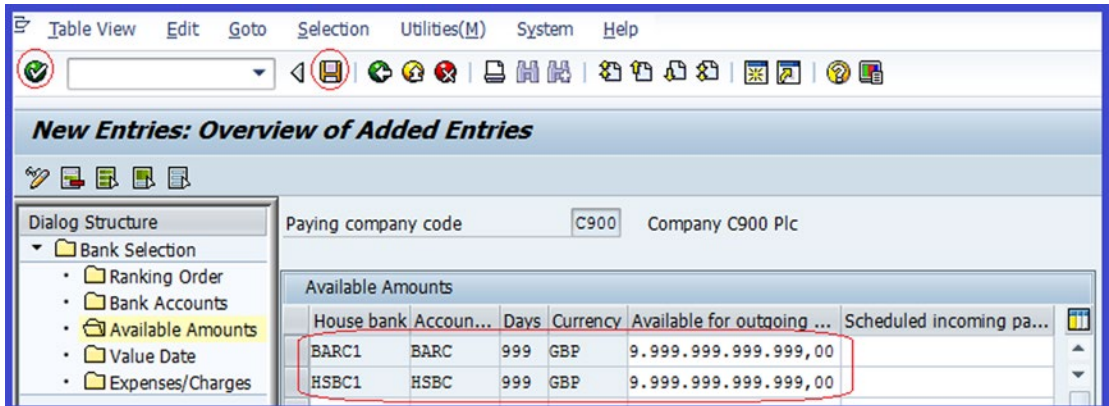 Table View Edit Goto Selection Utilities(M) System Help
New Entries: Overview of Added Entries
Dialog Structure
Bank Selection
Ranking Order
Bank Accounts
Available Amounts
Value Date
Expenses/Charges
Paying company code C900 Company C900 Plc
Available Amounts
House bank Accoun... Days Currency Available for outgoing ... Scheduled incoming pa...
BARC1 BARC 999 GBP 9.999.999.999.999,00
HSBC1 HSBC 999 GBP 9.999.999.999.999,00